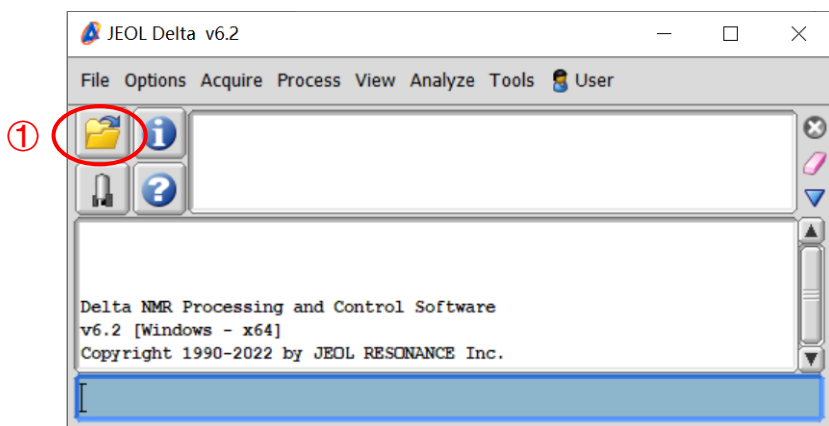 JEOL Delta v6.2
File Options Acquire Process View Analyze Tools User
①
Delta NMR Processing and Control Software
v6.2 [Windows - x64]
Copyright 1990-2022 by JEOL RESONANCE Inc.